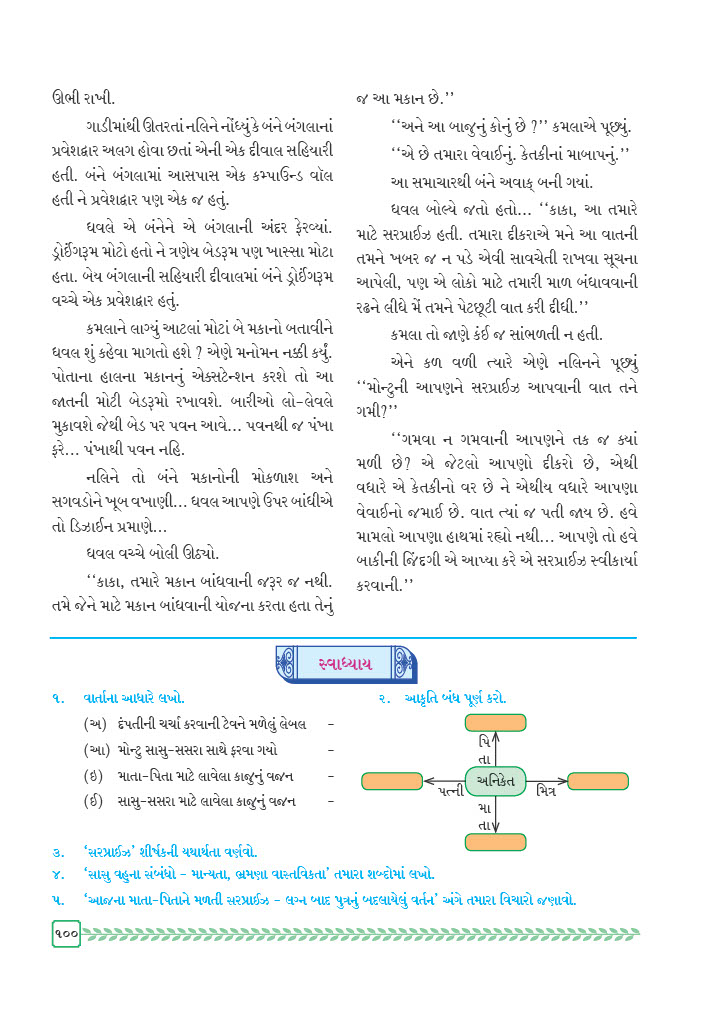 ઊભી રાખી.
ગાડીમાંથી ઊતરતાં નલિને નોંધ્યું કે બંને બંગલાનાં
પ્રવેશદ્વાર અલગ હોવા છતાં એની એક દીવાલ સહિયારી
હતી. બંને બંગલામાં આસપાસ એક કમ્પાઉન્ડ વૉલ
હતી ને પ્રવેશદ્વાર પણ એક જ હતું.
ધવલે એ બંનેને એ બંગલાની અંદર ફેરવ્યાં.
ડ્રોઈંગરૂમ મોટો હતો ને ત્રણેય બેડરૂમ પણ ખાસ્સા મોટા
હતા. બેય બંગલાની સહિયારી દીવાલમાં બંને ડ્રોઈંગરૂમ
વચ્ચે એક પ્રવેશદ્વાર હતું.
કમલાને લાગ્યું આટલાં મોટાં બે મકાનો બતાવીને
ધવલ શું કહેવા માગતો હશે ? એણે મનોમન નક્કી કર્યું.
પોતાના હાલના મકાનનું એક્સટેન્શન કરશે તો આ
જાતની મોટી બેડરૂમો રખાવશે. બારીઓ લો-લેવલે
મુકાવશે જેથી બેડ પર પવન આવે... પવનથી જ પંખા
ફરે... પંખાથી પવન નહિ.
નલિને તો બંને મકાનોની મોકળાશ અને
સગવડોને ખૂબ વખાણી... ધવલ આપણે ઉપર બાંધીએ
તો ડિઝાઈન પ્રમાણે...
ધવલ વચ્ચે બોલી ઊઠ્યો.
‘‘કાકા, તમારે મકાન બાંધવાની જરૂર જ નથી.
તમે જેને માટે મકાન બાંધવાની યોજના કરતા હતા તેનું
જ આ મકાન છે.’’
‘‘અને આ બાજુનું કોનું છે ?’’ કમલાએ પૂછ્યું.
‘‘એ છે તમારા વેવાઈનું. કેતકીનાં માબાપનું.’’
આ સમાચારથી બંને અવાક્ બની ગયાં.
ધવલ બોલ્યે જતો હતો... ‘‘કાકા, આ તમારે
માટે સરપ્રાઈઝ હતી. તમારા દીકરાએ મને આ વાતની
તમને ખબર જ ન પડે એવી સાવચેતી રાખવા સૂચના
આપેલી, પણ એ લોકો માટે તમારી માળ બંધાવવાની
રઢને લીધે મેં તમને પેટછૂટી વાત કરી દીધી.’’
કમલા તો જાણે કંઈ જ સાંભળતી ન હતી.
એને કળ વળી ત્યારે એણે નલિનને પૂછ્યું
‘‘મોન્ટુની આપણને સરપ્રાઈઝ આપવાની વાત તને
ગમી?’’
‘‘ગમવા ન ગમવાની આપણને તક જ ક્યાં
મળી છે? એ જેટલો આપણો દીકરો છે, એથી
વધારે એ કેતકીનો વર છે ને એથીય વધારે આપણા
વેવાઈનો જમાઈ છે. વાત ત્યાં જ પતી જાય છે. હવે
મામલો આપણા હાથમાં રહ્યો નથી... આપણે તો હવે
બાકીની જિંદગી એ આપ્યા કરે એ સરપ્રાઈઝ સ્વીકાર્યા
કરવાની.’’
સ્વાધ્યાય
૧. વાર્તાના આધારે લખો.
(અ) દંપતીની ચર્ચા કરવાની ટેવને મળેલું લેબલ -
(આ) મોન્ટુ સાસુ-સસરા સાથે ફરવા ગયો -
(ઇ) માતા-પિતા માટે લાવેલા કાજુનું વજન -
(ઈ) સાસુ-સસરા માટે લાવેલા કાજુનું વજન -
૨. આકૃતિ બંધ પૂર્ણ કરો.
પિ
તા
અનિકેત
પત્ની
મિત્ર
મા
તા
૩. ‘સરપ્રાઈઝ’ શીર્ષકની યથાર્થતા વર્ણવો.
૪. ‘સાસુ વહુના સંબંધો - માન્યતા, ભ્રમણા વાસ્તવિકતા’ તમારા શબ્દોમાં લખો.
૫. ‘આજના માતા-પિતાને મળતી સરપ્રાઈઝ - લગ્ન બાદ પુત્રનું બદલાયેલું વર્તન’ અંગે તમારા વિચારો જણાવો.
૧૦૦